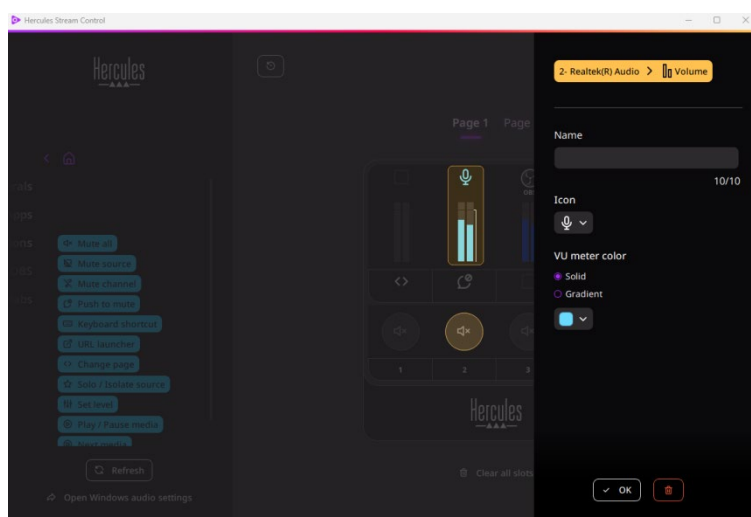 Hercules Stream Control
Hercules
Page 1
Page
2- Realtek(R) Audio > Volume
Name
10/10
Icon
VU meter color
Solid
Gradient
Mute all
Mute source
Mute channel
Push to mute
Keyboard shortcut
URL launcher
Change page
Solo / Isolate source
Set level
Play / Pause media
Next media
Refresh
Open Windows audio settings
1
2
3
Hercules
Clear all slots
OK